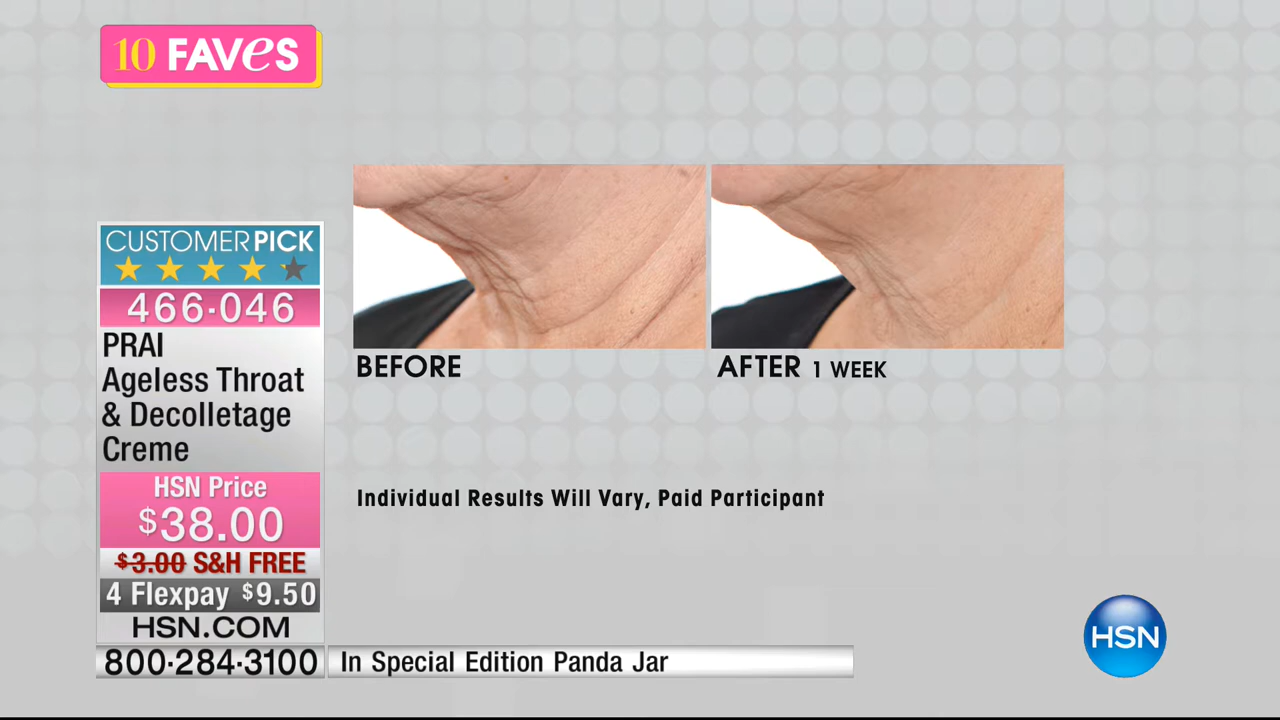 10 FAVeS
CUSTOMERPICK
466·046
PRAI
Ageless Throat
& Decolletage
Creme
HSN Price
$38.00
$3.00 S&H FREE
4 Flexpay $9.50
HSN.COM
800·284·3100
BEFORE
AFTER 1 WEEK
Individual Results Will Vary, Paid Participant
In Special Edition Panda Jar
HSN